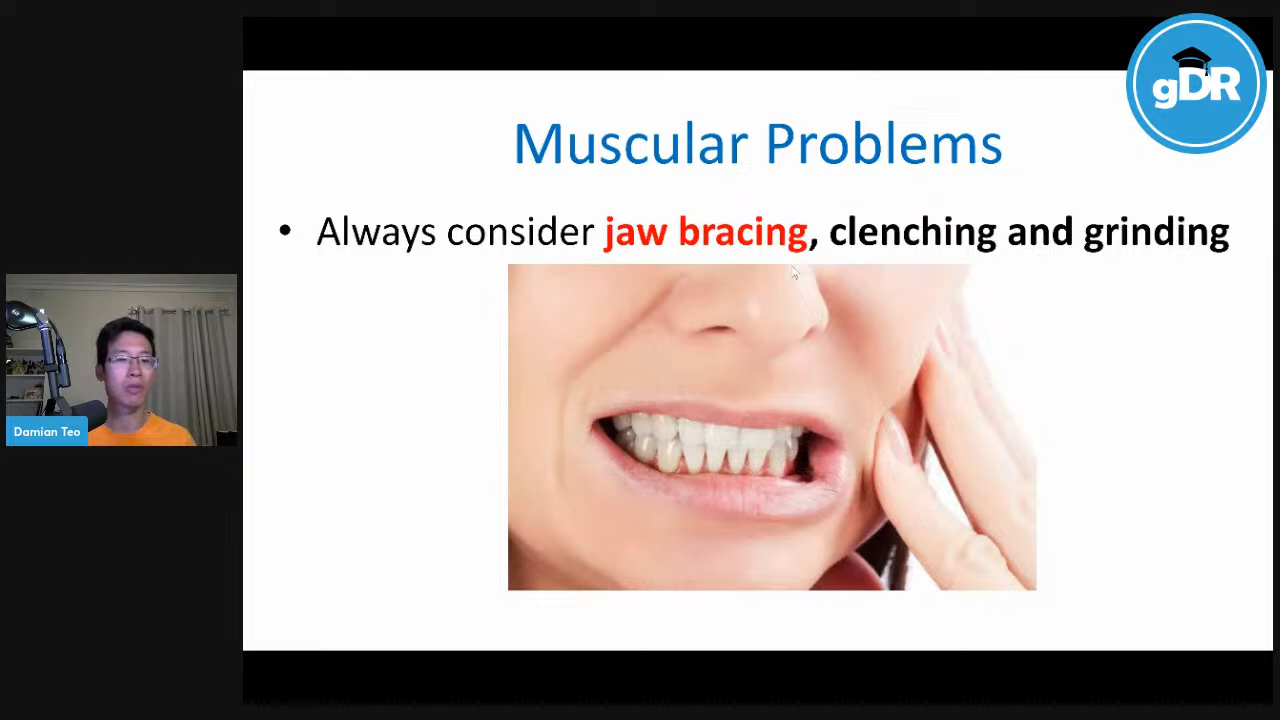 gDR
Muscular Problems
• Always consider jaw bracing, clenching and grinding
Damian Teo